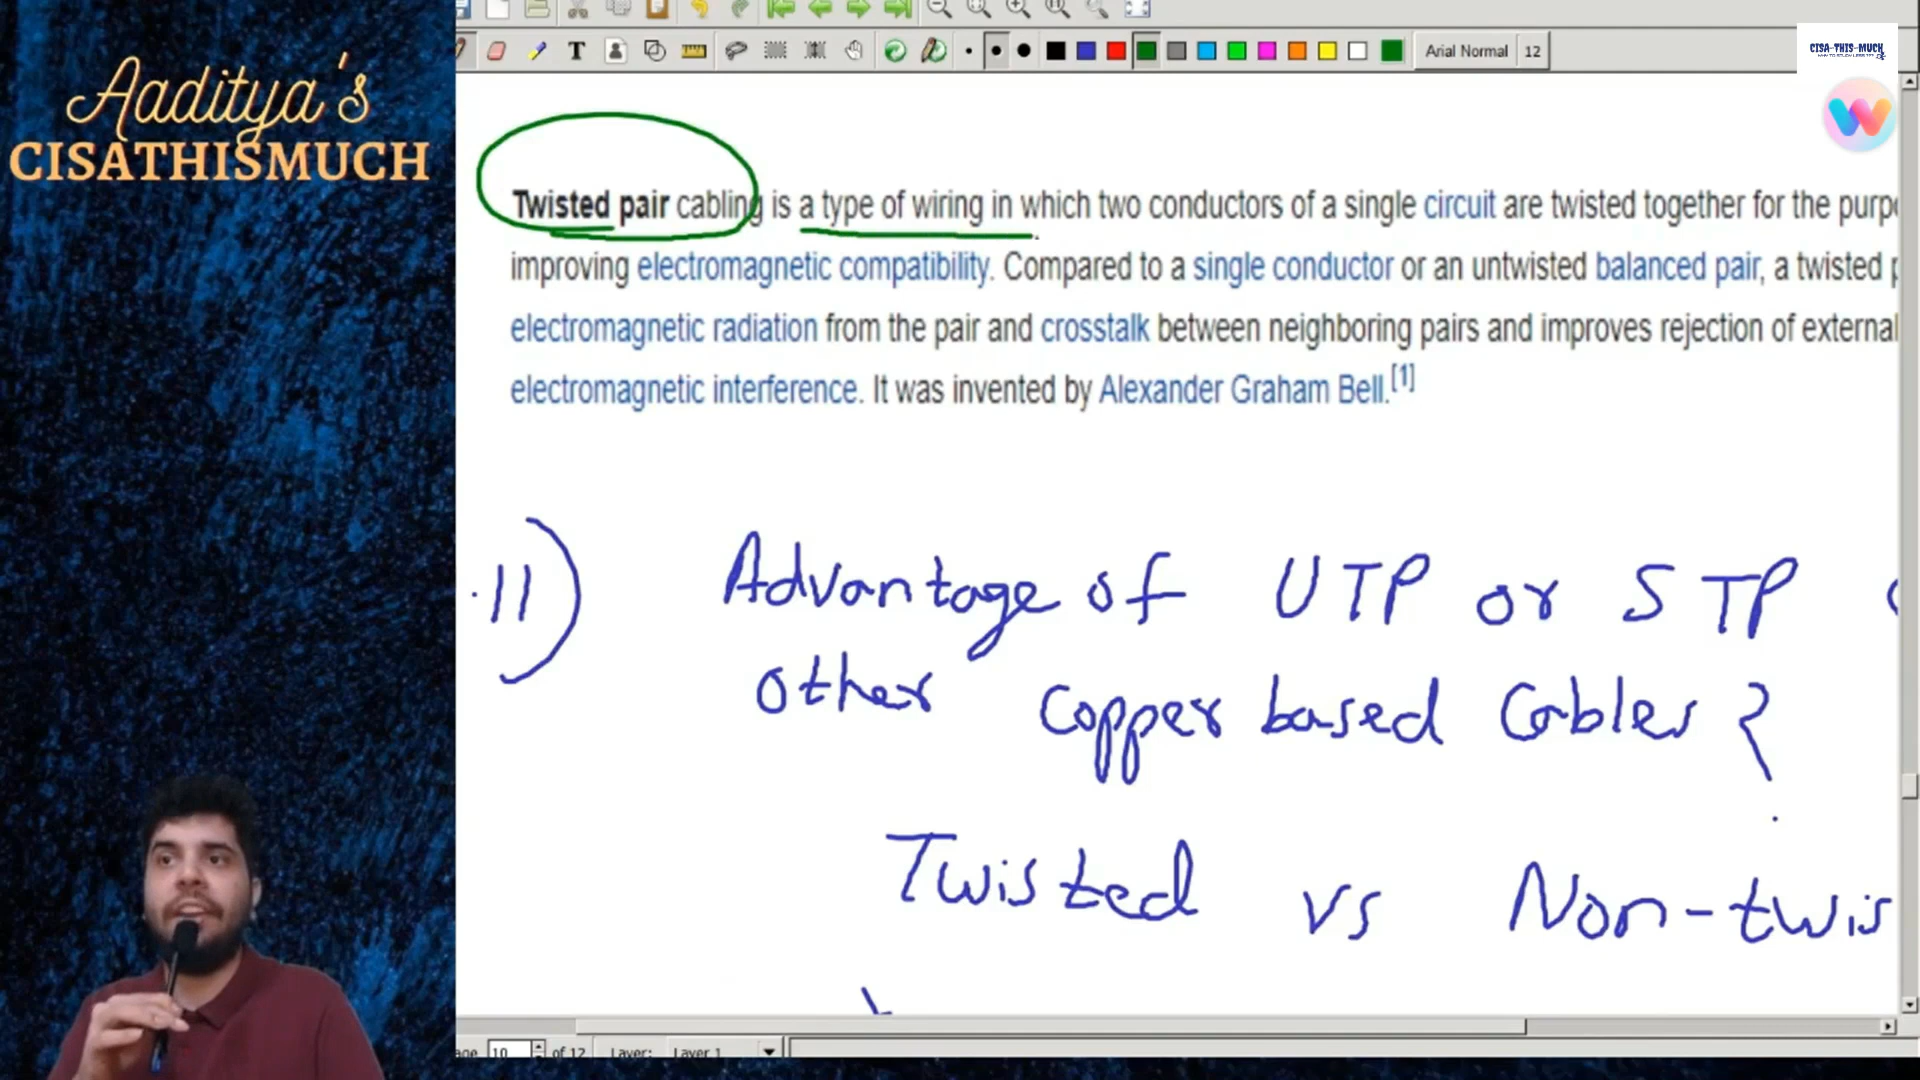 Aaditya's
CISATHISMUCH
T
Arial Normal 12
CISA-THIS-MUCH
Twisted pair cabling is a type of wiring in which two conductors of a single circuit are twisted together for the purp
improving electromagnetic compatibility. Compared to a single conductor or an untwisted balanced pair, a twisted p
electromagnetic radiation from the pair and crosstalk between neighboring pairs and improves rejection of external
electromagnetic interference. It was invented by Alexander Graham Bell.[1]
.11) Advantage of UTP or STP
other Copper based Cables ?
Twisted vs Non-twis
age 10 of 12 Layer: Layer 1